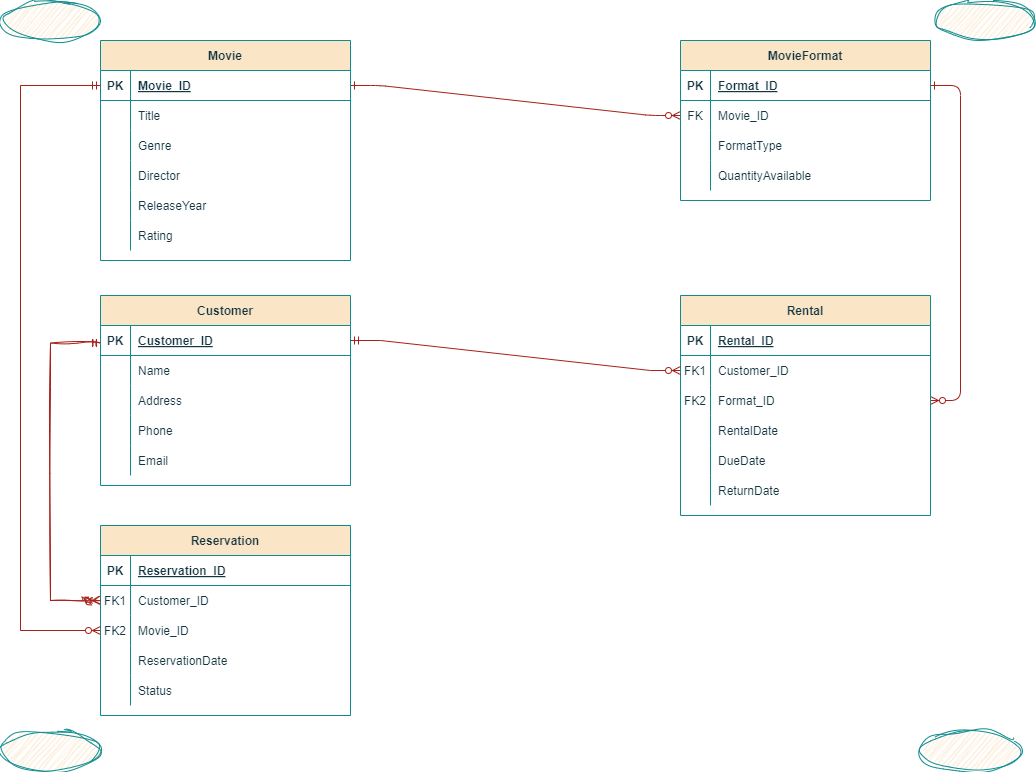 Movie
PK Movie_ID
Title
Genre
Director
ReleaseYear
Rating
MovieFormat
PK Format_ID
FK Movie_ID
FormatType
QuantityAvailable
Customer
PK Customer_ID
Name
Address
Phone
Email
Rental
PK Rental_ID
FK1 Customer_ID
FK2 Format_ID
RentalDate
DueDate
ReturnDate
Reservation
PK Reservation_ID
FK1 Customer_ID
FK2 Movie_ID
ReservationDate
Status